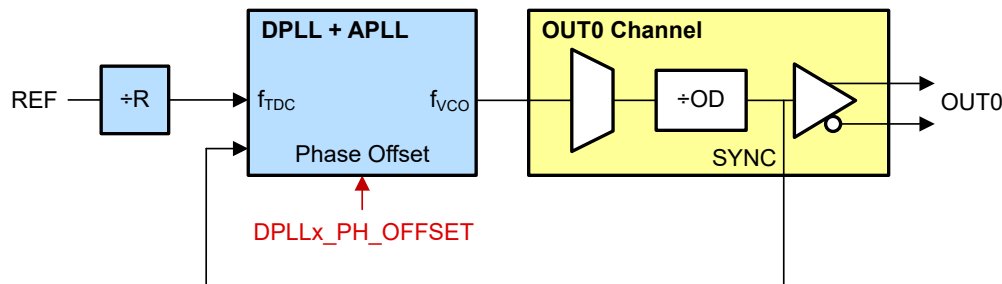 DPLL + APLL
OUT0 Channel
REF
÷R
fTDC
fVCO
÷OD
OUT0
Phase Offset
SYNC
DPLLx_PH_OFFSET